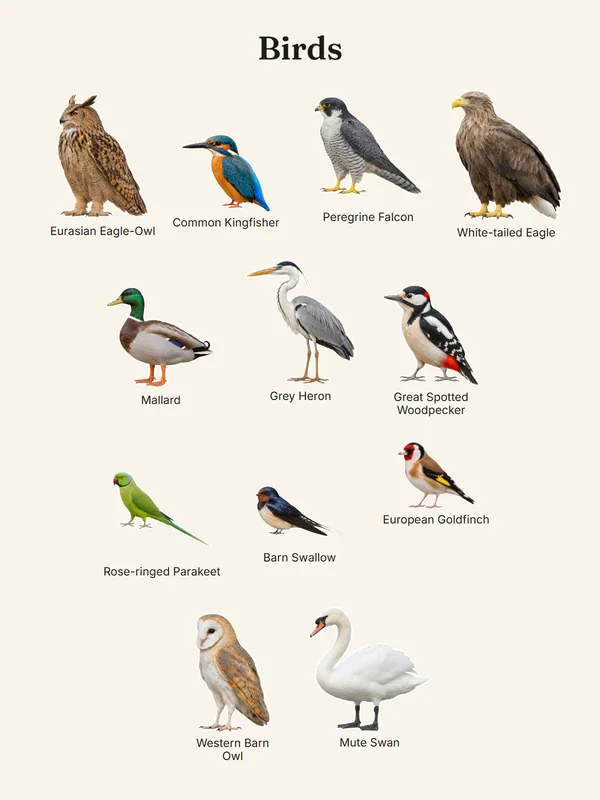 Birds
Eurasian Eagle-Owl
Common Kingfisher
Peregrine Falcon
White-tailed Eagle
Mallard
Grey Heron
Great Spotted
Woodpecker
Rose-ringed Parakeet
Barn Swallow
European Goldfinch
Western Barn
Owl
Mute Swan